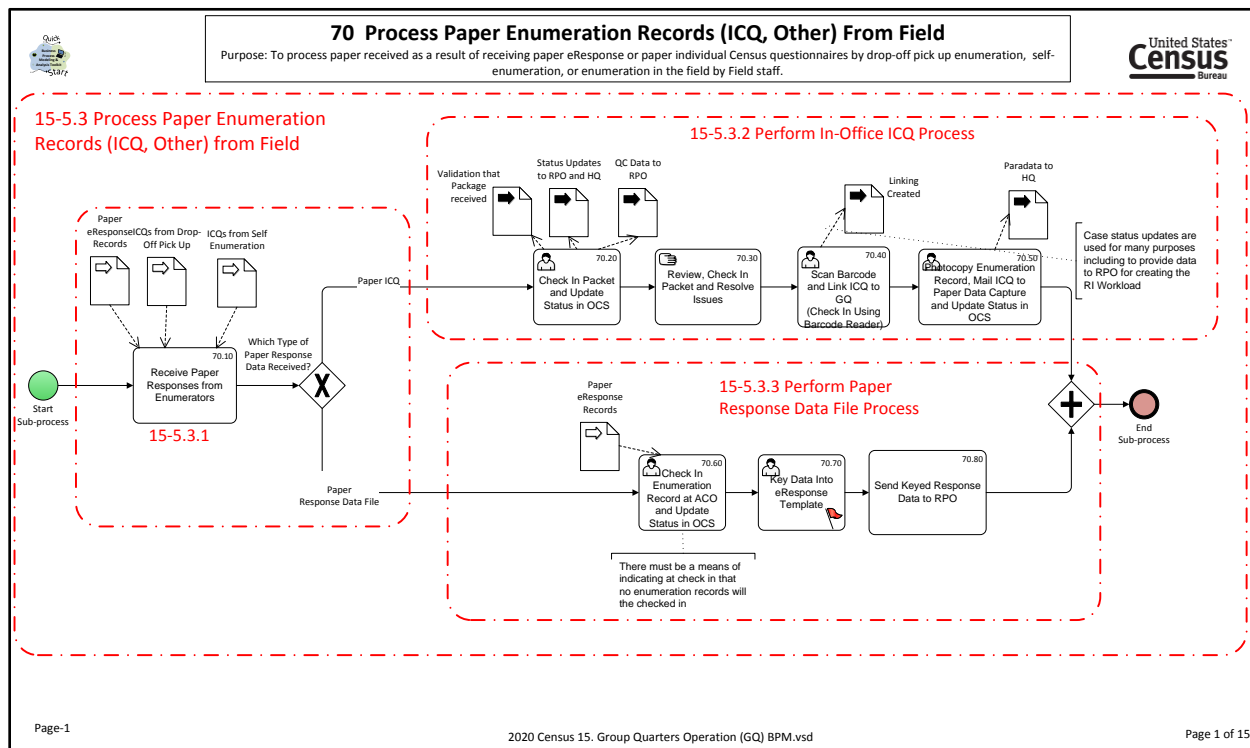 Quick
Business
Process
Modeling &
Analysis Toolkit
Start
70 Process Paper Enumeration Records (ICQ, Other) From Field
Purpose: To process paper received as a result of receiving paper eResponse or paper individual Census questionnaires by drop-off pick up enumeration, self-
enumeration, or enumeration in the field by Field staff.
United States™
Census
Bureau
15-5.3 Process Paper Enumeration
Records (ICQ, Other) from Field
15-5.3.2 Perform In-Office ICQ Process
Validation that
Package
received
Status Updates
to RPO and HQ
QC Data to
RPO
Linking
Created
Paradata to
HQ
Case status updates are
used for many purposes
including to provide data
to RPO for creating the
RI Workload
Paper
eResponse
Records
ICQs from Drop-
Off Pick Up
ICQs from Self
Enumeration
Paper ICQ
70.20
Check In Packet
and Update
Status in OCS
70.30
Review, Check In
Packet and Resolve
Issues
70.40
Scan Barcode
and Link ICQ to
GQ
(Check In Using
Barcode Reader)
70.50
Photocopy Enumeration
Record, Mail ICQ to
Paper Data Capture
and Update Status in
OCS
Start
Sub-process
70.10
Receive Paper
Responses from
Enumerators
15-5.3.1
Which Type of
Paper Response
Data Received?
15-5.3.3 Perform Paper
Response Data File Process
Paper
eResponse
Records
End
Sub-process
Paper
Response Data File
70.60
Check In
Enumeration
Record at ACO
and Update
Status in OCS
70.70
Key Data Into
eResponse
Template
70.80
Send Keyed Response
Data to RPO
There must be a means of
indicating at check in that
no enumeration records will
the checked in
Page-1
2020 Census 15. Group Quarters Operation (GQ) BPM.vsd
Page 1 of 15